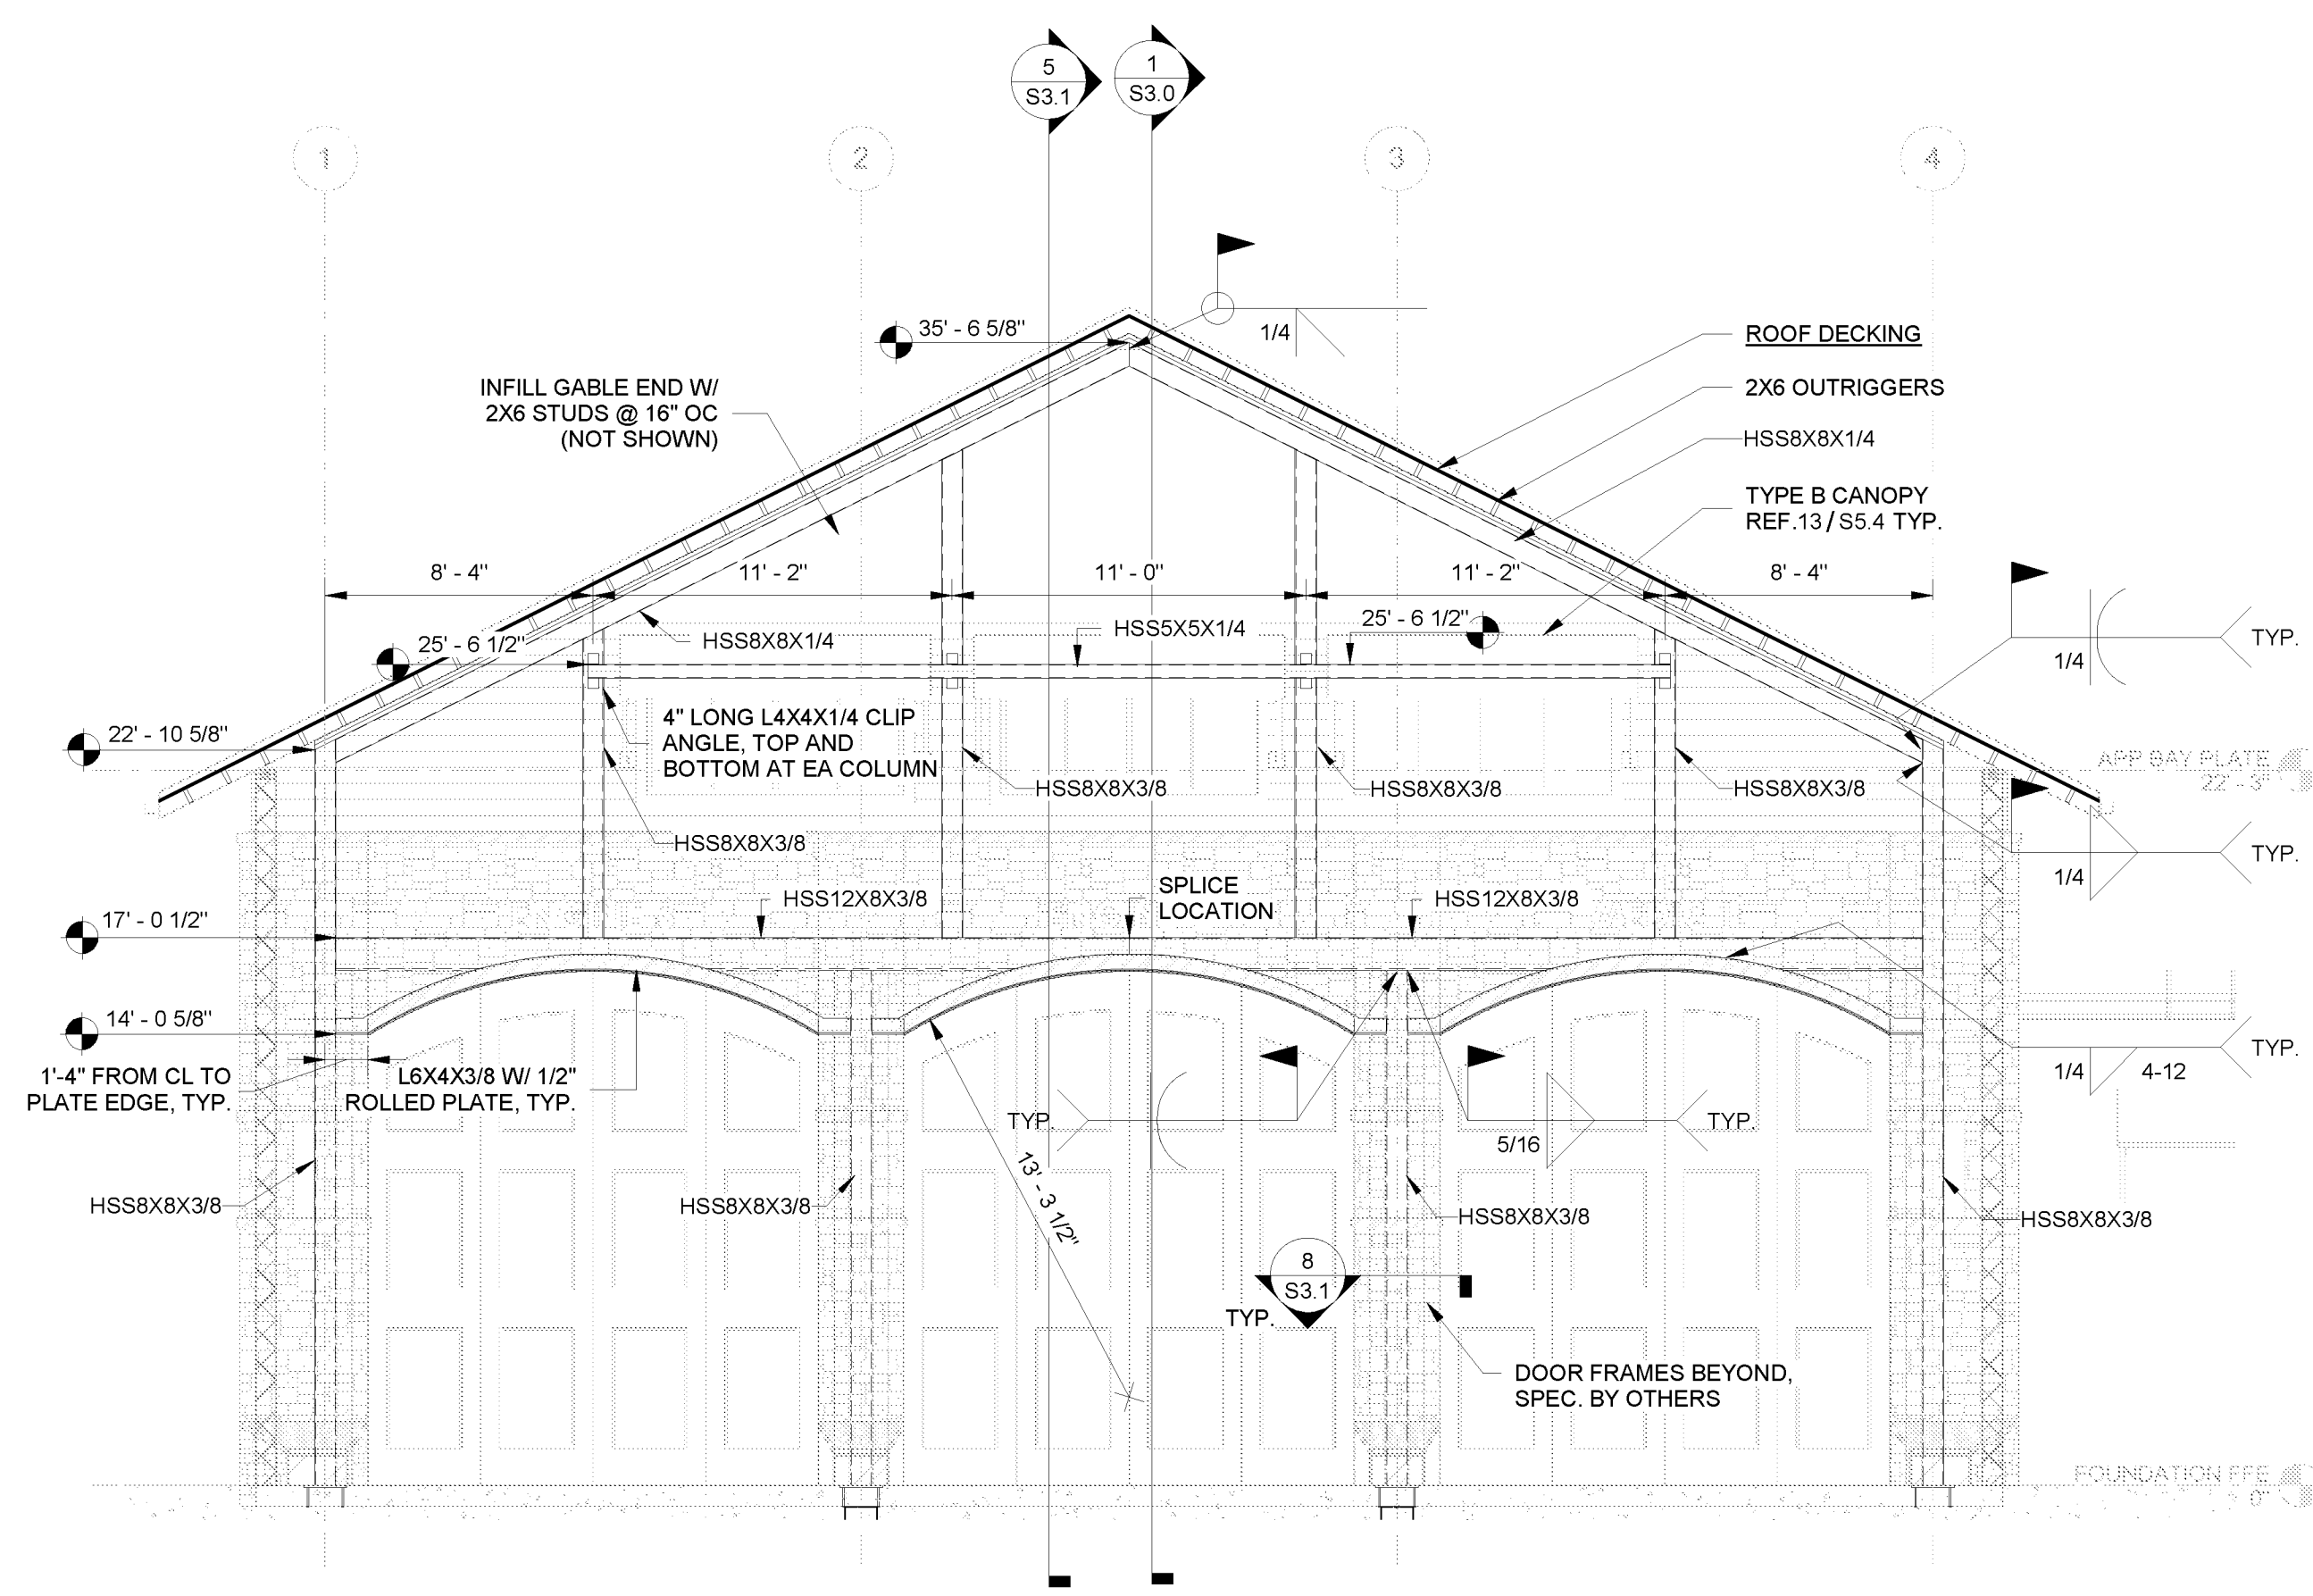 5
S3.1
1
S3.0
1
2
3
4
35' - 6 5/8"
1/4
ROOF DECKING
2X6 OUTRIGGERS
HSS8X8X1/4
TYPE B CANOPY
REF.13 / S5.4 TYP.
INFILL GABLE END W/
2X6 STUDS @ 16" OC
(NOT SHOWN)
8' - 4"
11' - 2"
11' - 0"
11' - 2"
8' - 4"
25' - 6 1/2"
HSS8X8X1/4
HSS5X5X1/4
25' - 6 1/2"
1/4
TYP.
22' - 10 5/8"
4" LONG L4X4X1/4 CLIP
ANGLE, TOP AND
BOTTOM AT EA COLUMN
HSS8X8X3/8
HSS8X8X3/8
HSS8X8X3/8
HSS8X8X3/8
APP BAY PLATE
22' - 3"
1/4
TYP.
17' - 0 1/2"
HSS12X8X3/8
SPLICE
LOCATION
HSS12X8X3/8
14' - 0 5/8"
1'-4" FROM CL TO
PLATE EDGE, TYP.
L6X4X3/8 W/ 1/2"
ROLLED PLATE, TYP.
TYP.
5/16
TYP.
1/4
4-12
TYP.
13' - 3 1/2"
HSS8X8X3/8
HSS8X8X3/8
HSS8X8X3/8
HSS8X8X3/8
8
S3.1
TYP.
DOOR FRAMES BEYOND,
SPEC. BY OTHERS
FOUNDATION FFE
0"